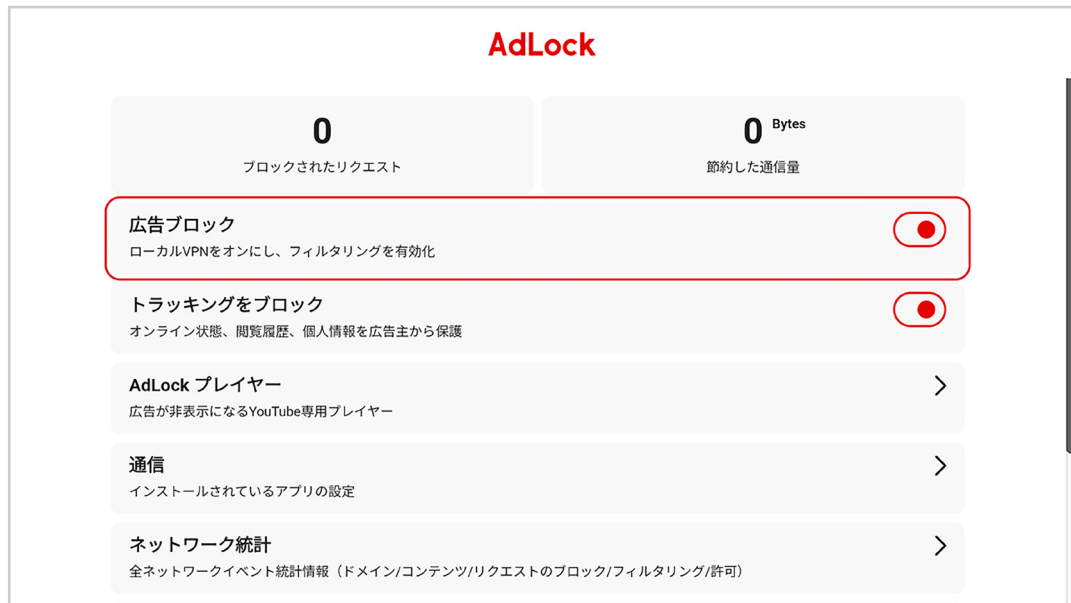 AdLock
0
ブロックされたリクエスト
0 Bytes
節約した通信量
広告ブロック
ローカルVPNをオンにし、フィルタリングを有効化
トラッキングをブロック
オンライン状態、閲覧履歴、個人情報を広告主から保護
AdLock プレイヤー
広告が非表示になるYouTube専用プレイヤー
通信
インストールされているアプリの設定
ネットワーク統計
全ネットワークイベント統計情報（ドメイン/コンテンツ/リクエストのブロック/フィルタリング/許可）